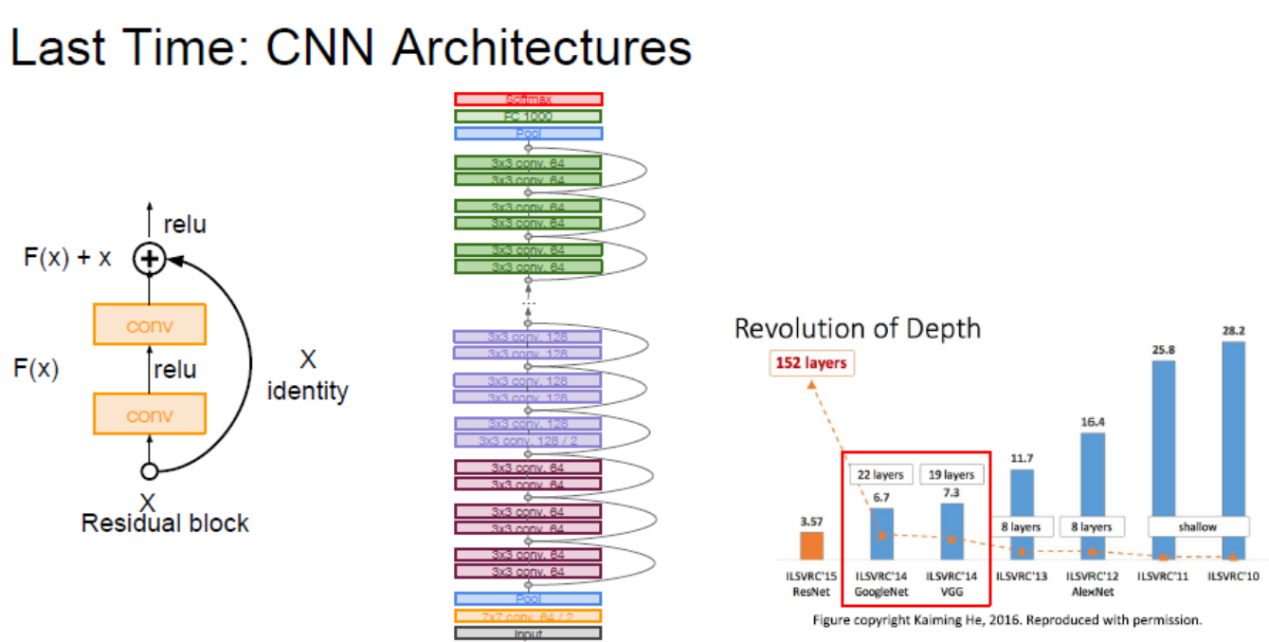 Last Time: CNN Architectures
relu
F(x) + x
conv
F(x)
relu
conv
X
identity
X
Residual block
Softmax
FC 1000
Pool
3x3 conv, 64
3x3 conv, 64
3x3 conv, 64
3x3 conv, 64
3x3 conv, 64
3x3 conv, 64
...
3x3 conv, 128
3x3 conv, 128
3x3 conv, 128
3x3 conv, 128
3x3 conv, 128
3x3 conv, 128 / 2
3x3 conv, 64
3x3 conv, 64
3x3 conv, 64
3x3 conv, 64
3x3 conv, 64
3x3 conv, 64
Pool
7x7 conv, 64 / 2
Input
Revolution of Depth
152 layers
22 layers
19 layers
8 layers
8 layers
shallow
3.57
6.7
7.3
11.7
16.4
25.8
28.2
ILSVRC'15
ResNet
ILSVRC'14
GoogleNet
ILSVRC'14
VGG
ILSVRC'13
ILSVRC'12
AlexNet
ILSVRC'11
ILSVRC'10
Figure copyright Kaiming He, 2016. Reproduced with permission.